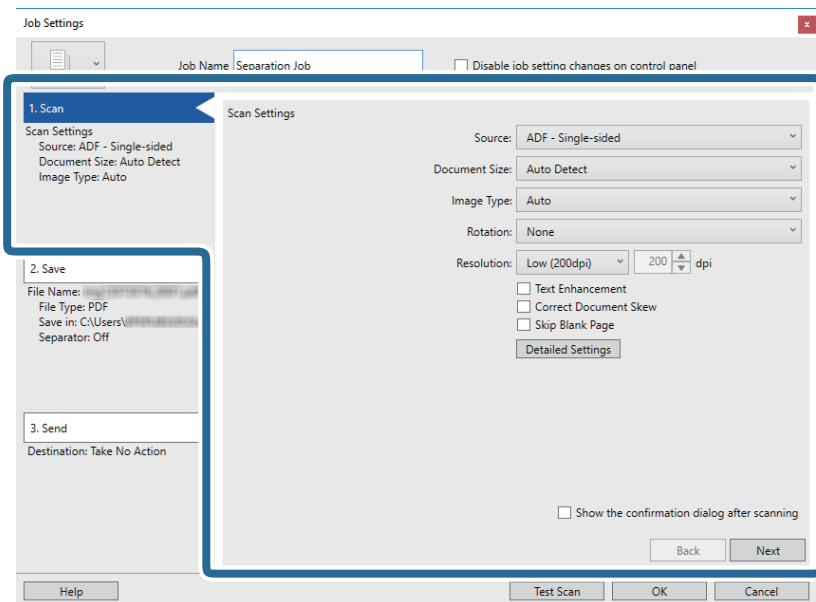 Job Settings
x
Job Name Separation Job Disable job setting changes on control panel
1. Scan
Scan Settings
Source: ADF - Single-sided
Document Size: Auto Detect
Image Type: Auto
2. Save
File Name:
File Type: PDF
Save in: C:\Users\
Separator: Off
3. Send
Destination: Take No Action
Scan Settings
Source: ADF - Single-sided
Document Size: Auto Detect
Image Type: Auto
Rotation: None
Resolution: Low (200dpi) 200 dpi
Text Enhancement
Correct Document Skew
Skip Blank Page
Detailed Settings
Show the confirmation dialog after scanning
Back Next
Help Test Scan OK Cancel